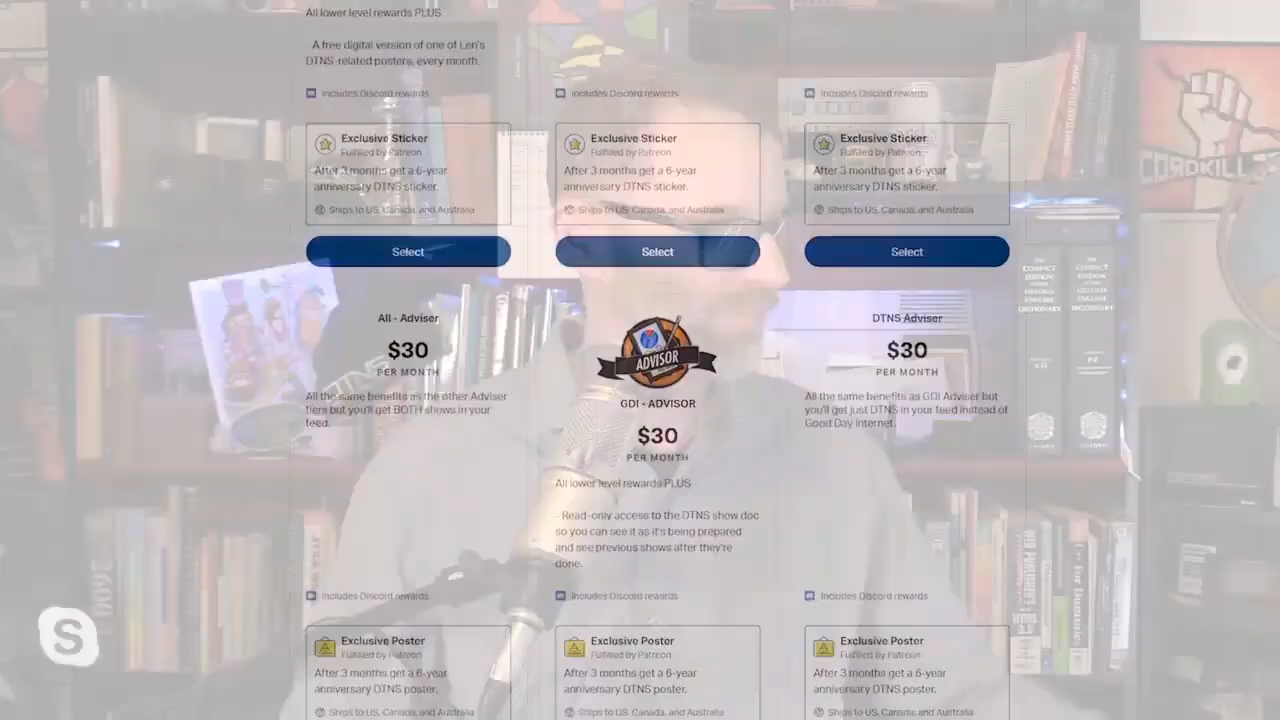 All lower level rewards PLUS
- A free digital version of one of Len's
DTNS-related posters, every month.
Includes Discord rewards
Includes Discord rewards
Includes Discord rewards
Exclusive Sticker
Fulfilled by Patreon
After 3 months get a 6-year
anniversary DTNS sticker.
Ships to US, Canada, and Australia
Exclusive Sticker
Fulfilled by Patreon
After 3 months get a 6-year
anniversary DTNS sticker.
Ships to US, Canada, and Australia
Exclusive Sticker
Fulfilled by Patreon
After 3 months get a 6-year
anniversary DTNS sticker.
Ships to US, Canada, and Australia
CORDKILL
Select
Select
Select
All - Adviser
$30
PER MONTH
All the same benefits as the other Adviser
tiers but you'll get BOTH shows in your
feed.
ADVISOR
GDI - ADVISOR
$30
PER MONTH
All lower level rewards PLUS
- Read-only access to the DTNS show doc
so you can see it as it's being prepared
and see previous shows after they're
done.
DTNS Adviser
$30
PER MONTH
All the same benefits as GDI Adviser but
you'll get just DTNS in your feed instead of
Good Day Internet.
DTNS
Includes Discord rewards
Includes Discord rewards
Includes Discord rewards
Exclusive Poster
Fulfilled by Patreon
After 3 months get a 6-year
anniversary DTNS poster.
Ships to US, Canada, and Australia
Exclusive Poster
Fulfilled by Patreon
After 3 months get a 6-year
anniversary DTNS poster.
Ships to US, Canada, and Australia
Exclusive Poster
Fulfilled by Patreon
After 3 months get a 6-year
anniversary DTNS poster.
Ships to US, Canada, and Australia
S